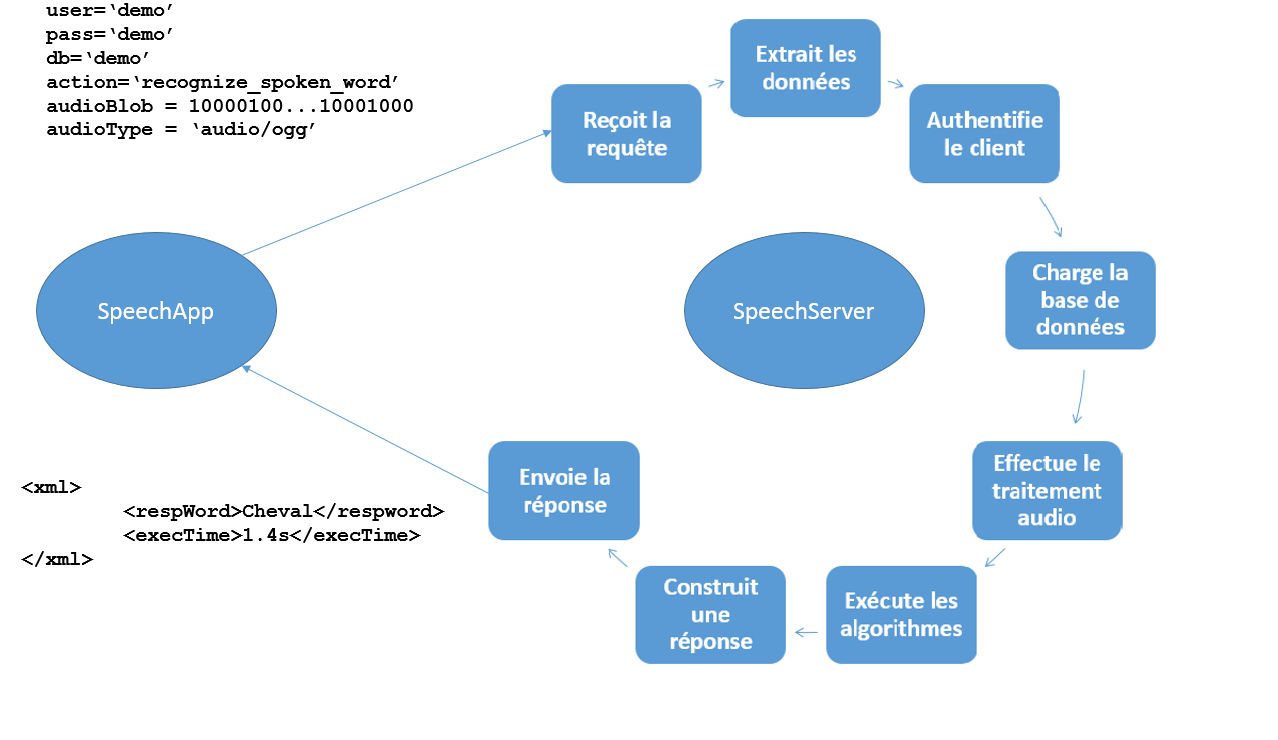 user=‘demo’
pass=‘demo’
db=‘demo’
action=‘recognize_spoken_word’
audioBlob = 10000100...10001000
audioType = ‘audio/ogg’
Reçoit la
requête
Extrait les
données
Authentifie
le client
Charge la
base de
données
Effectue le
traitement
audio
Exécute les
algorithmes
Construit
une
réponse
Envoie la
réponse
SpeechApp
SpeechServer
<xml>
<respWord>Cheval</respword>
<execTime>1.4s</execTime>
</xml>